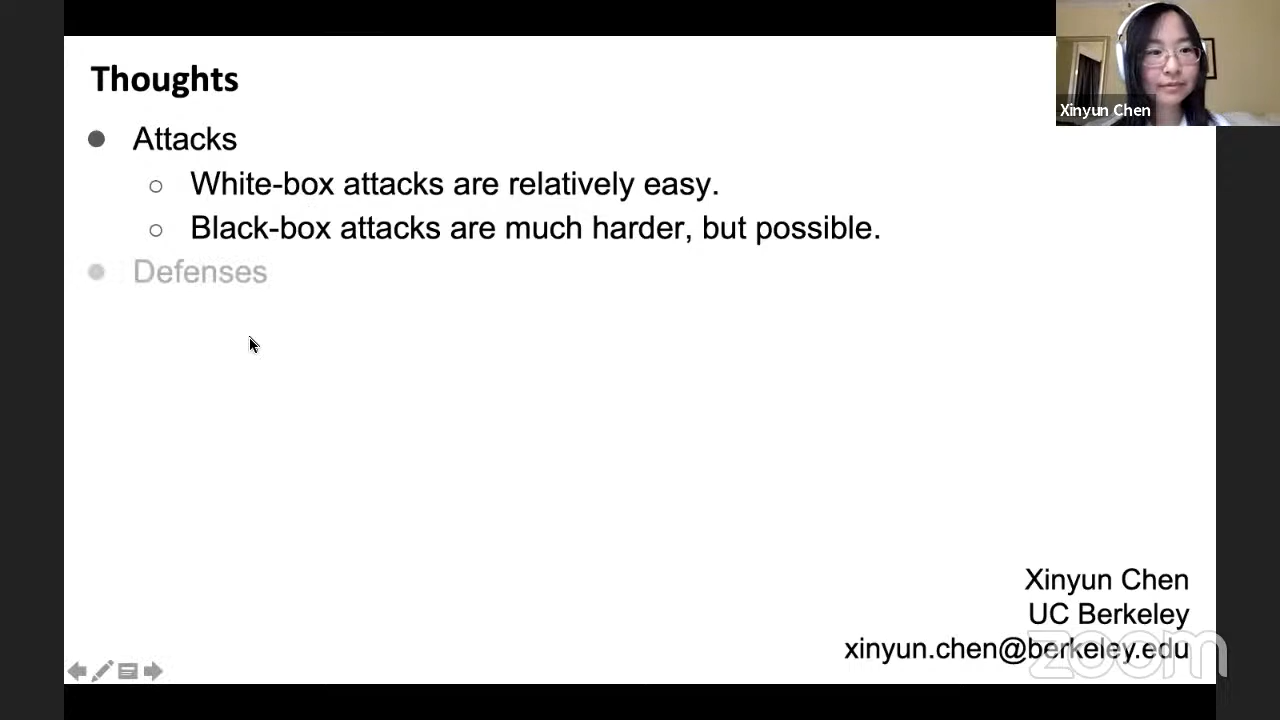 Thoughts
Xinyun Chen
Attacks
White-box attacks are relatively easy.
Black-box attacks are much harder, but possible.
Defenses
Xinyun Chen
UC Berkeley
xinyun.chen@berkeley.edu
zoom